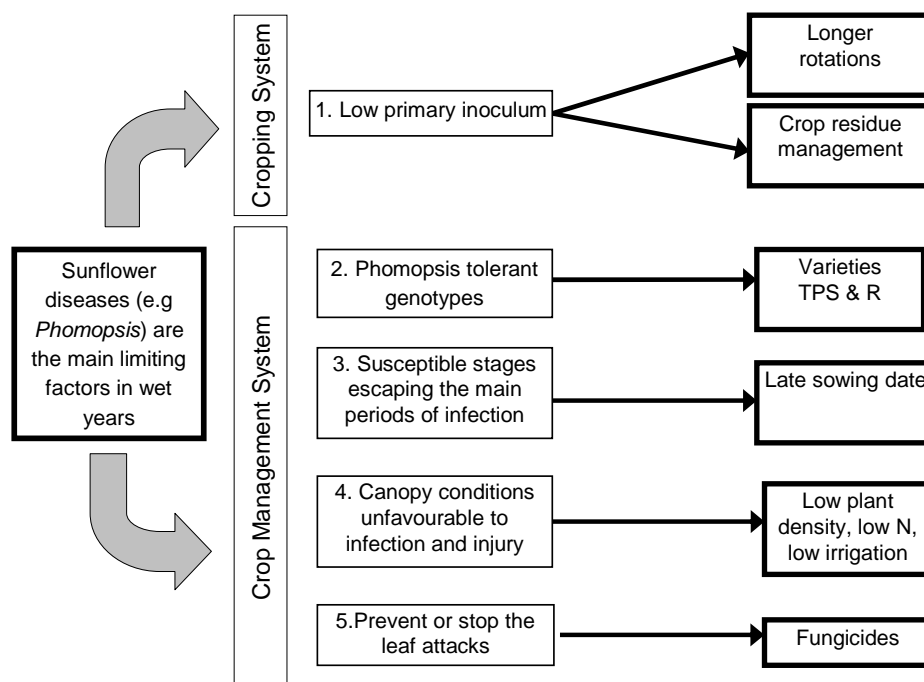 Cropping System
1. Low primary inoculum
Longer
rotations
Crop residue
management
Sunflower
diseases (e.g
Phomopsis) are
the main limiting
factors in wet
years
Crop Management System
2. Phomopsis tolerant
genotypes
Varieties
TPS & R
3. Susceptible stages
escaping the main
periods of infection
Late sowing date
4. Canopy conditions
unfavourable to
infection and injury
Low plant
density, low N,
low irrigation
5.Prevent or stop the
leaf attacks
Fungicides